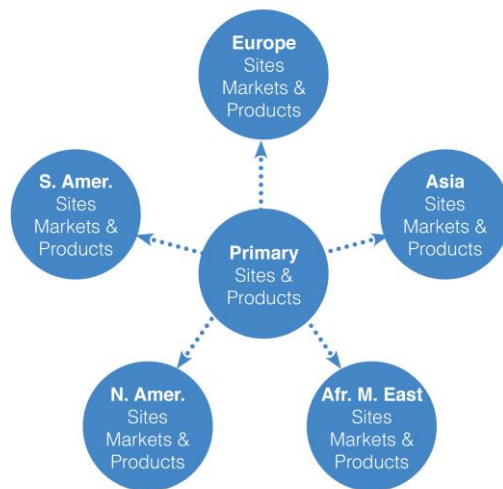 Europe
Sites
Markets &
Products
S. Amer.
Sites
Markets &
Products
Asia
Sites
Markets &
Products
Primary
Sites &
Products
N. Amer.
Sites
Markets &
Products
Afr. M. East
Sites
Markets &
Products